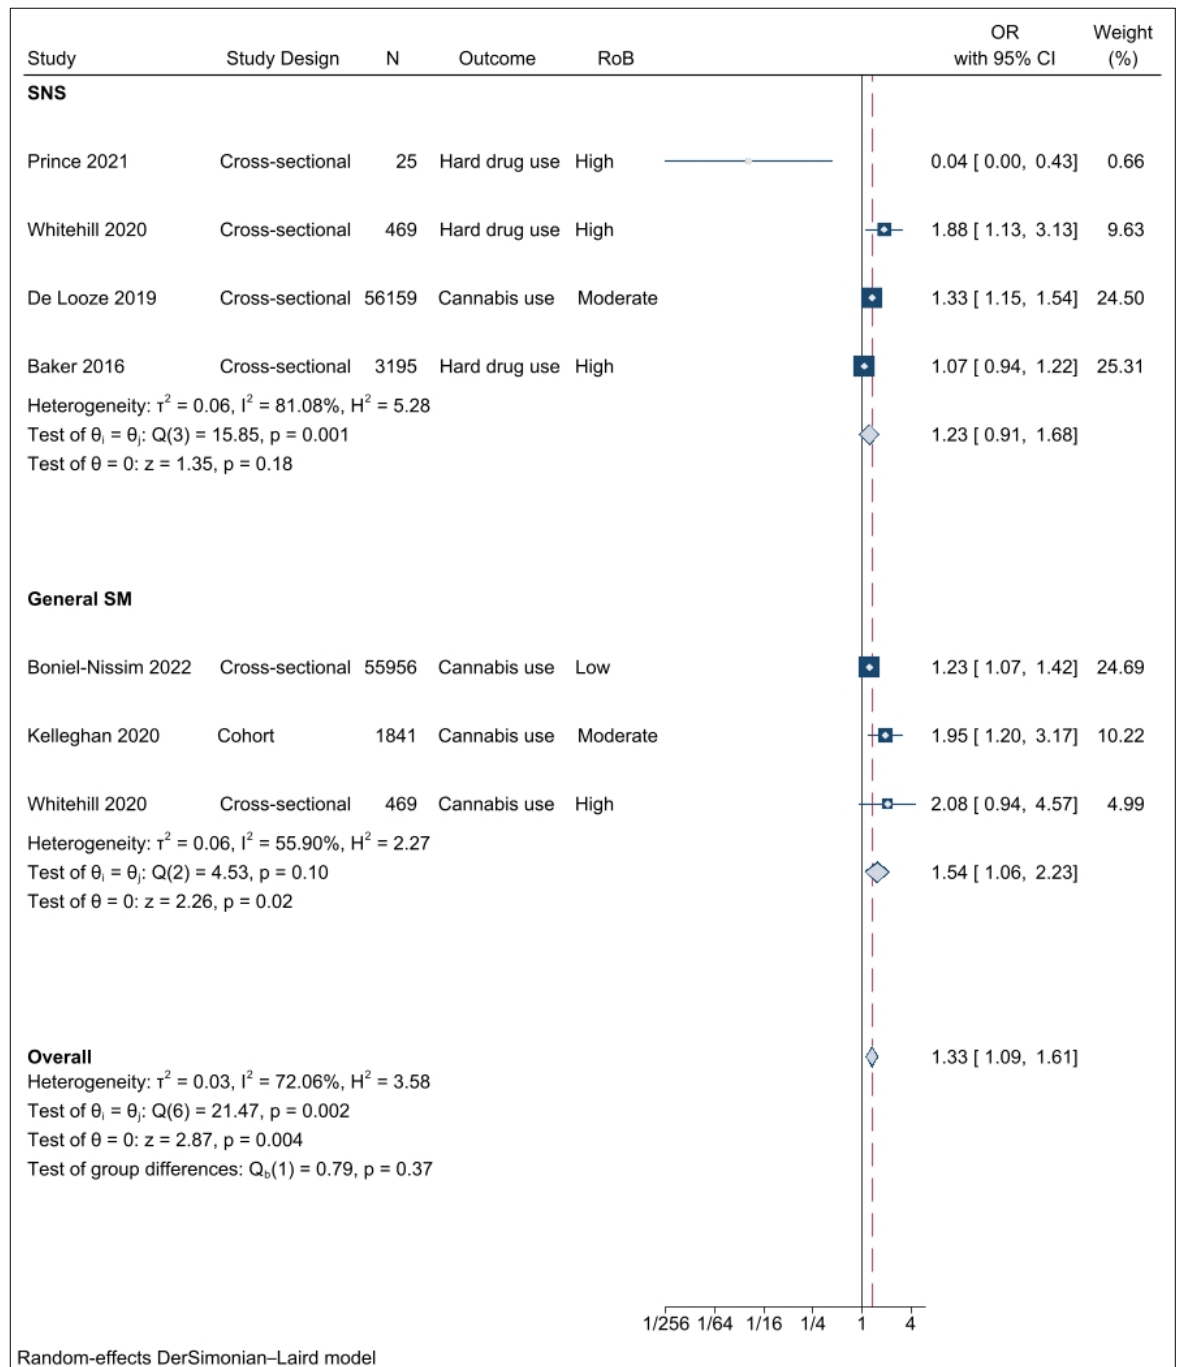 OR Weight
Study Study Design N Outcome RoB with 95% CI (%)
SNS
Prince 2021 Cross-sectional 25 Hard drug use High 0.04 [ 0.00, 0.43] 0.66
Whitehill 2020 Cross-sectional 469 Hard drug use High 1.88 [ 1.13, 3.13] 9.63
De Looze 2019 Cross-sectional 56159 Cannabis use Moderate 1.33 [ 1.15, 1.54] 24.50
Baker 2016 Cross-sectional 3195 Hard drug use High 1.07 [ 0.94, 1.22] 25.31
Heterogeneity: τ² = 0.06, I² = 81.08%, H² = 5.28
Test of θᵢ = θⱼ: Q(3) = 15.85, p = 0.001 1.23 [ 0.91, 1.68]
Test of θ = 0: z = 1.35, p = 0.18
General SM
Boniel-Nissim 2022 Cross-sectional 55956 Cannabis use Low 1.23 [ 1.07, 1.42] 24.69
Kelleghan 2020 Cohort 1841 Cannabis use Moderate 1.95 [ 1.20, 3.17] 10.22
Whitehill 2020 Cross-sectional 469 Cannabis use High 2.08 [ 0.94, 4.57] 4.99
Heterogeneity: τ² = 0.06, I² = 55.90%, H² = 2.27
Test of θᵢ = θⱼ: Q(2) = 4.53, p = 0.10 1.54 [ 1.06, 2.23]
Test of θ = 0: z = 2.26, p = 0.02
Overall 1.33 [ 1.09, 1.61]
Heterogeneity: τ² = 0.03, I² = 72.06%, H² = 3.58
Test of θᵢ = θⱼ: Q(6) = 21.47, p = 0.002
Test of θ = 0: z = 2.87, p = 0.004
Test of group differences: Q_b(1) = 0.79, p = 0.37
1/256 1/64 1/16 1/4 1 4
Random-effects DerSimonian–Laird model